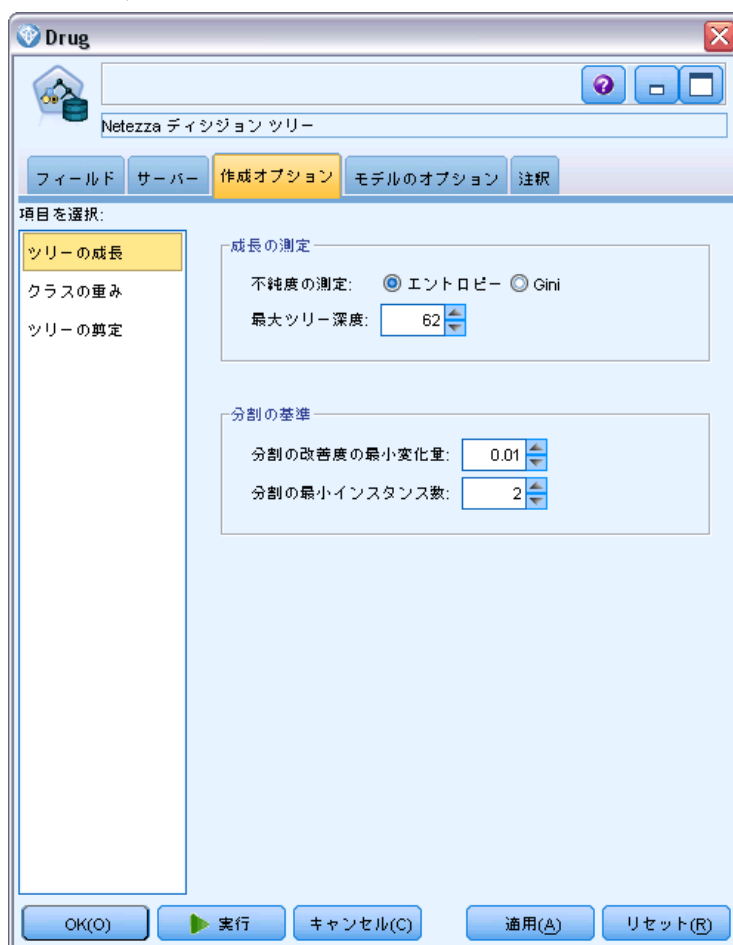 Drug
Netezza ディシジョン ツリー
フィールド サーバー 作成オプション モデルのオプション 注釈
項目を選択:
ツリーの成長
クラスの重み
ツリーの剪定
成長の測定
不純度の測定: エントロピー Gini
最大ツリー深度: 62
分割の基準
分割の改善度の最小変化量: 0.01
分割の最小インスタンス数: 2
OK(O) 実行 キャンセル(C) 適用(A) リセット(R)